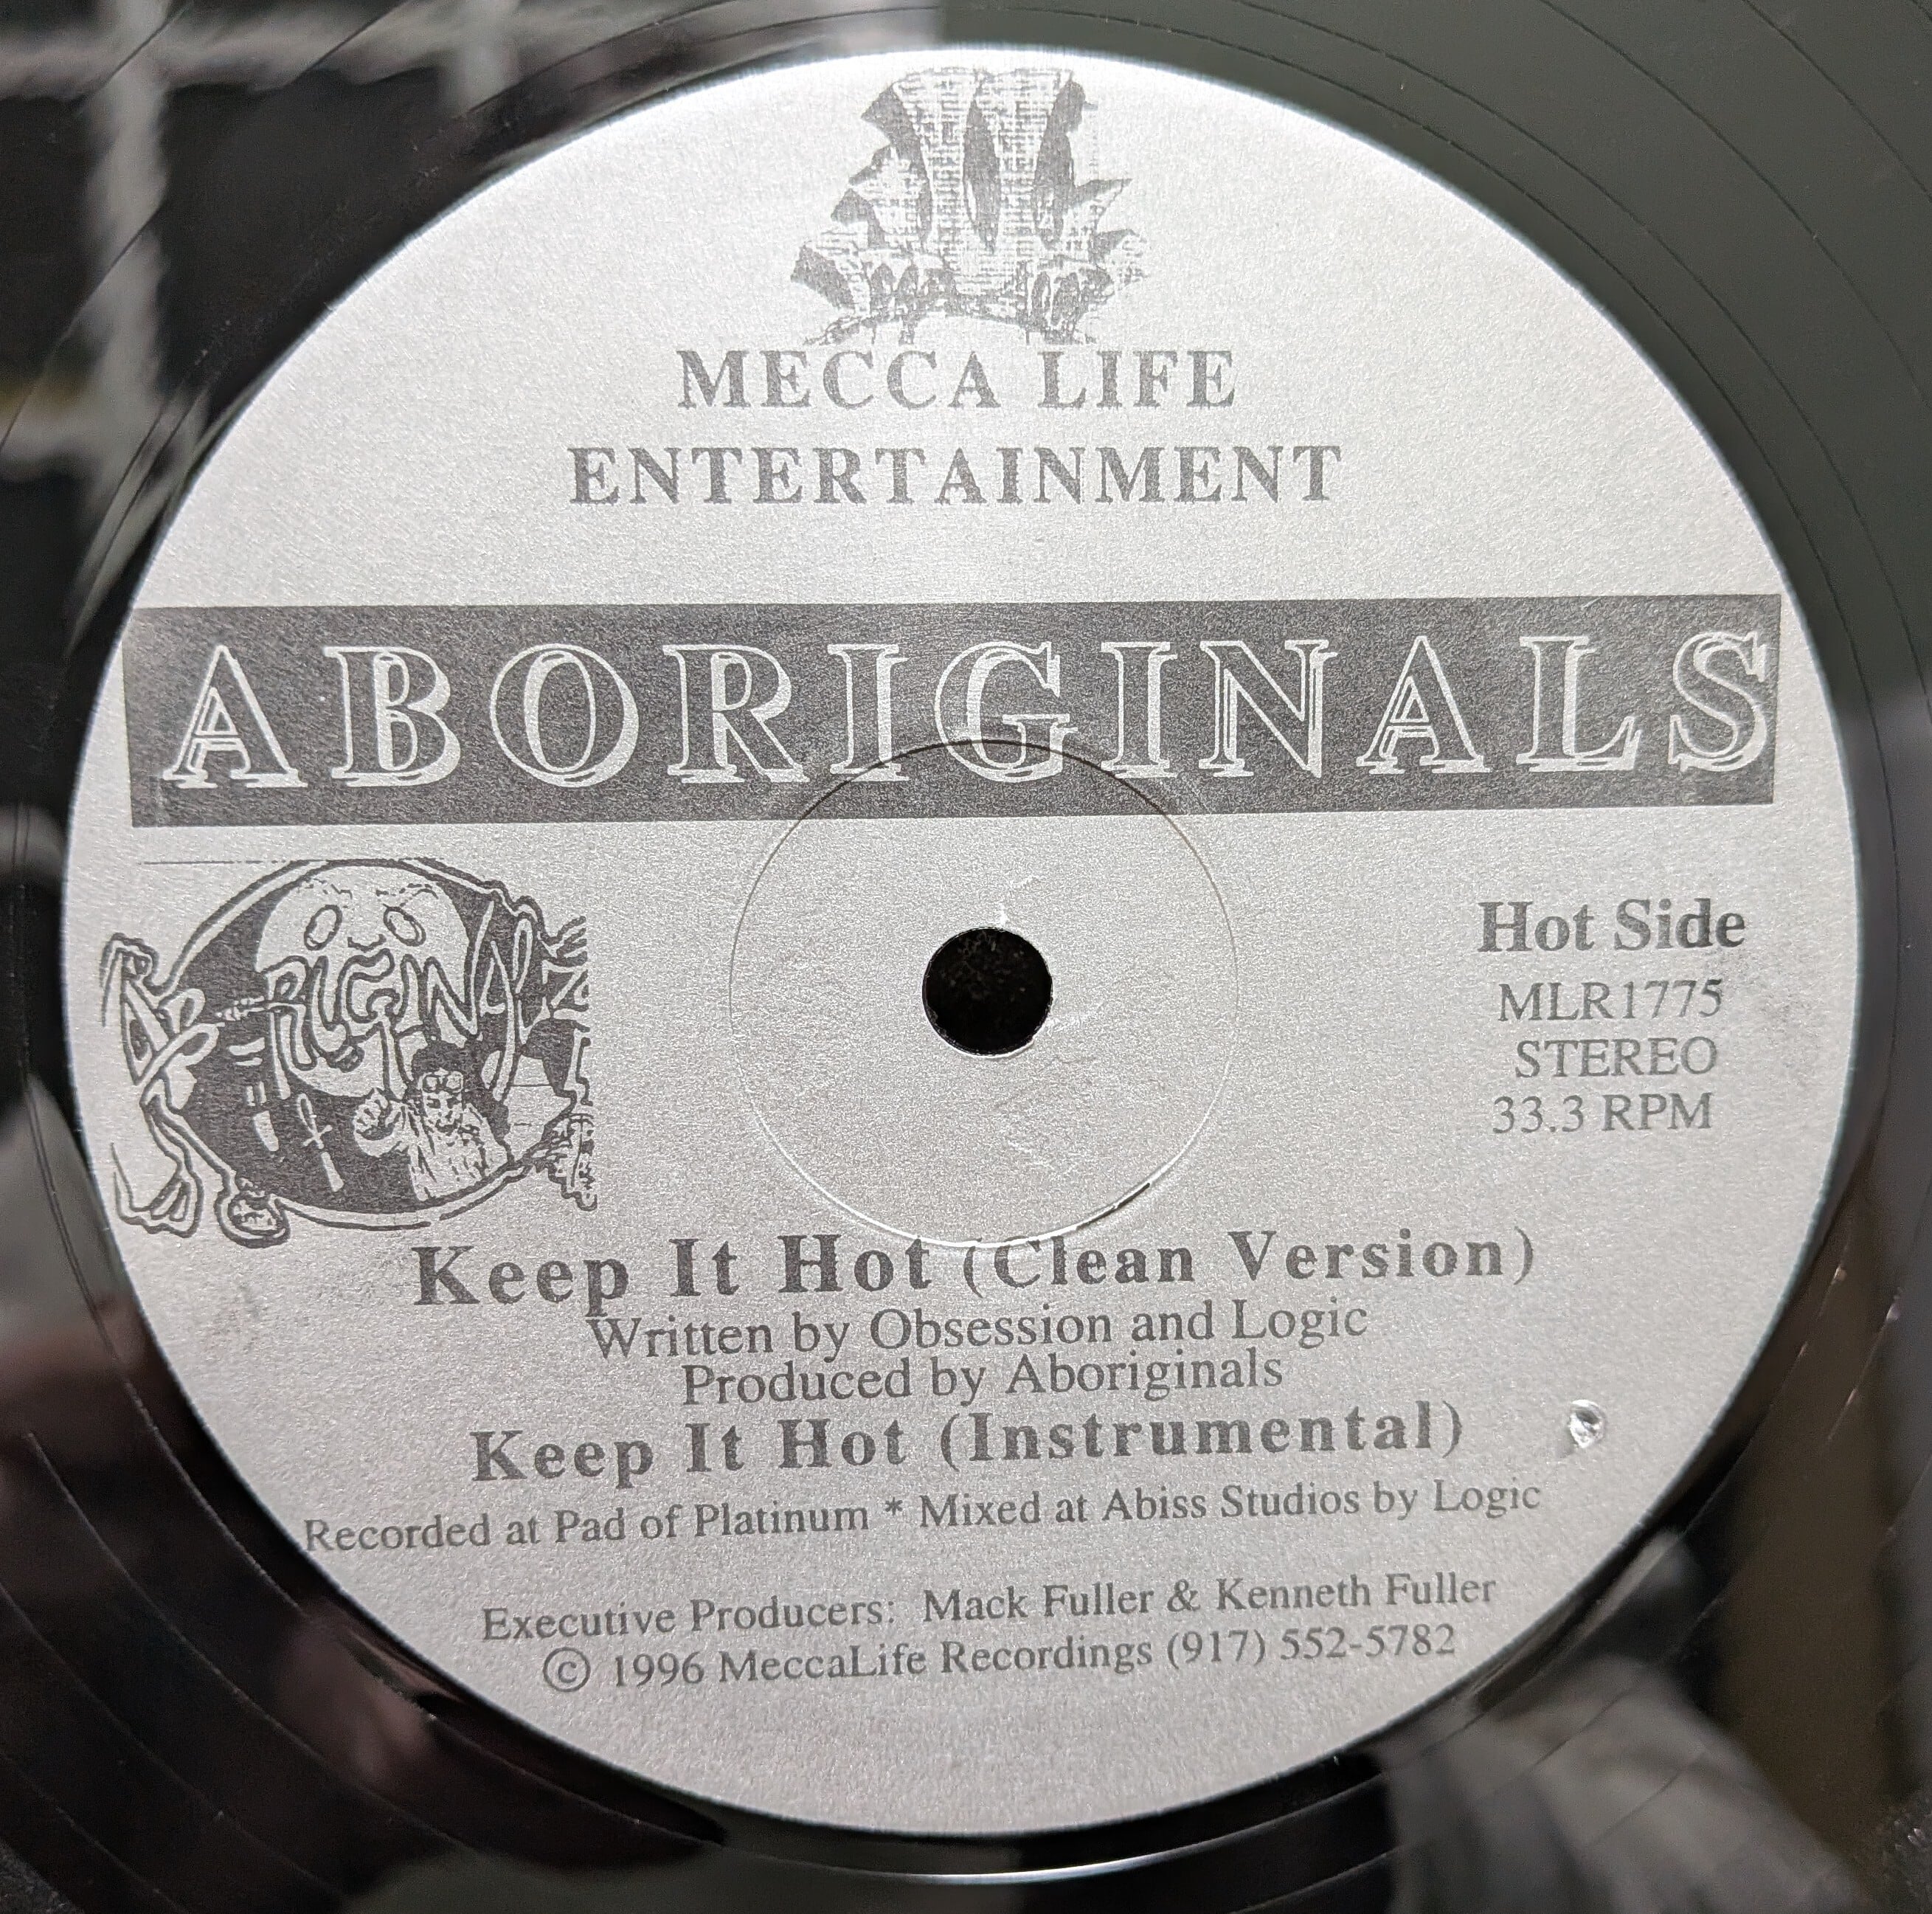 MECCA LIFE
ENTERTAINMENT
ABORIGINALS
Hot Side
MLR1775
STEREO
33.3 RPM
Keep It Hot (Clean Version)
Written by Obsession and Logic
Produced by Aboriginals
Keep It Hot (Instrumental)
Recorded at Pad of Platinum * Mixed at Abiss Studios by Logic
Executive Producers: Mack Fuller & Kenneth Fuller
© 1996 MeccaLife Recordings (917) 552-5782